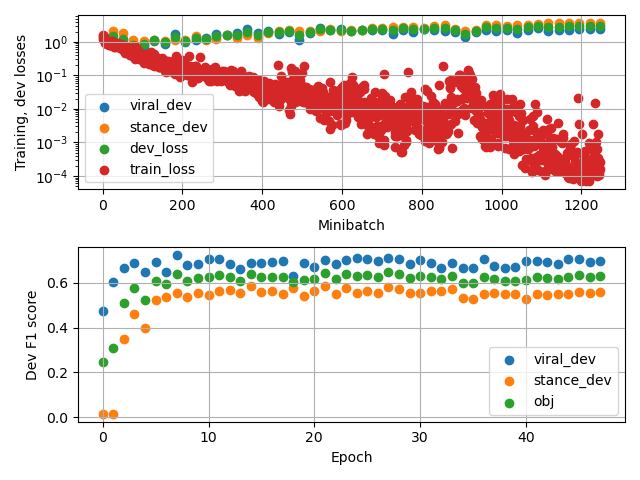 Training, dev losses
10⁰
10⁻¹
10⁻²
10⁻³
10⁻⁴
viral_dev
stance_dev
dev_loss
train_loss
0 200 400 600 800 1000 1200
Minibatch
Dev F1 score
0.6
0.4
0.2
0.0
viral_dev
stance_dev
obj
0 10 20 30 40
Epoch